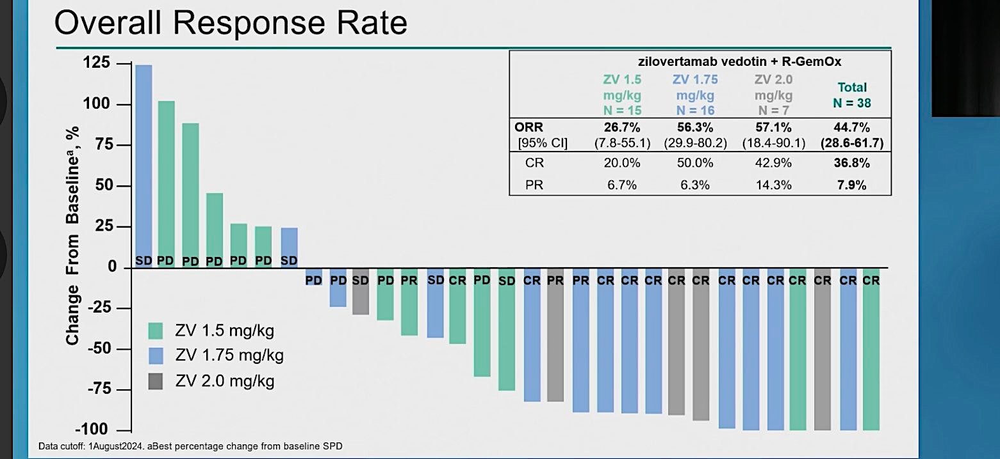 Overall Response Rate
zilovertamab vedotin + R-GemOx
ZV 1.5 mg/kg N = 15
ZV 1.75 mg/kg N = 16
ZV 2.0 mg/kg N = 7
Total N = 38
ORR 26.7% 56.3% 57.1% 44.7%
[95% CI] (7.8-55.1) (29.9-80.2) (18.4-90.1) (28.6-61.7)
CR 20.0% 50.0% 42.9% 36.8%
PR 6.7% 6.3% 14.3% 7.9%
Change From Baselineª, %
125
100
75
50
25
0
-25
-50
-75
-100
SD PD PD PD PD PD SD
PD PD SD PD PR SD CR PD SD CR PR PR CR CR CR CR CR CR CR CR CR CR CR CR
ZV 1.5 mg/kg
ZV 1.75 mg/kg
ZV 2.0 mg/kg
Data cutoff: 1August2024. aBest percentage change from baseline SPD